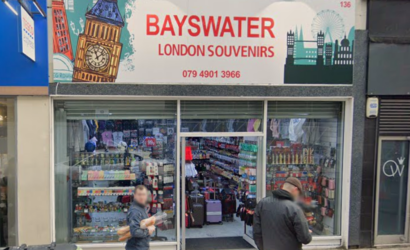 BAYSWATER
136
LONDON SOUVENIRS
079 4901 3966
W